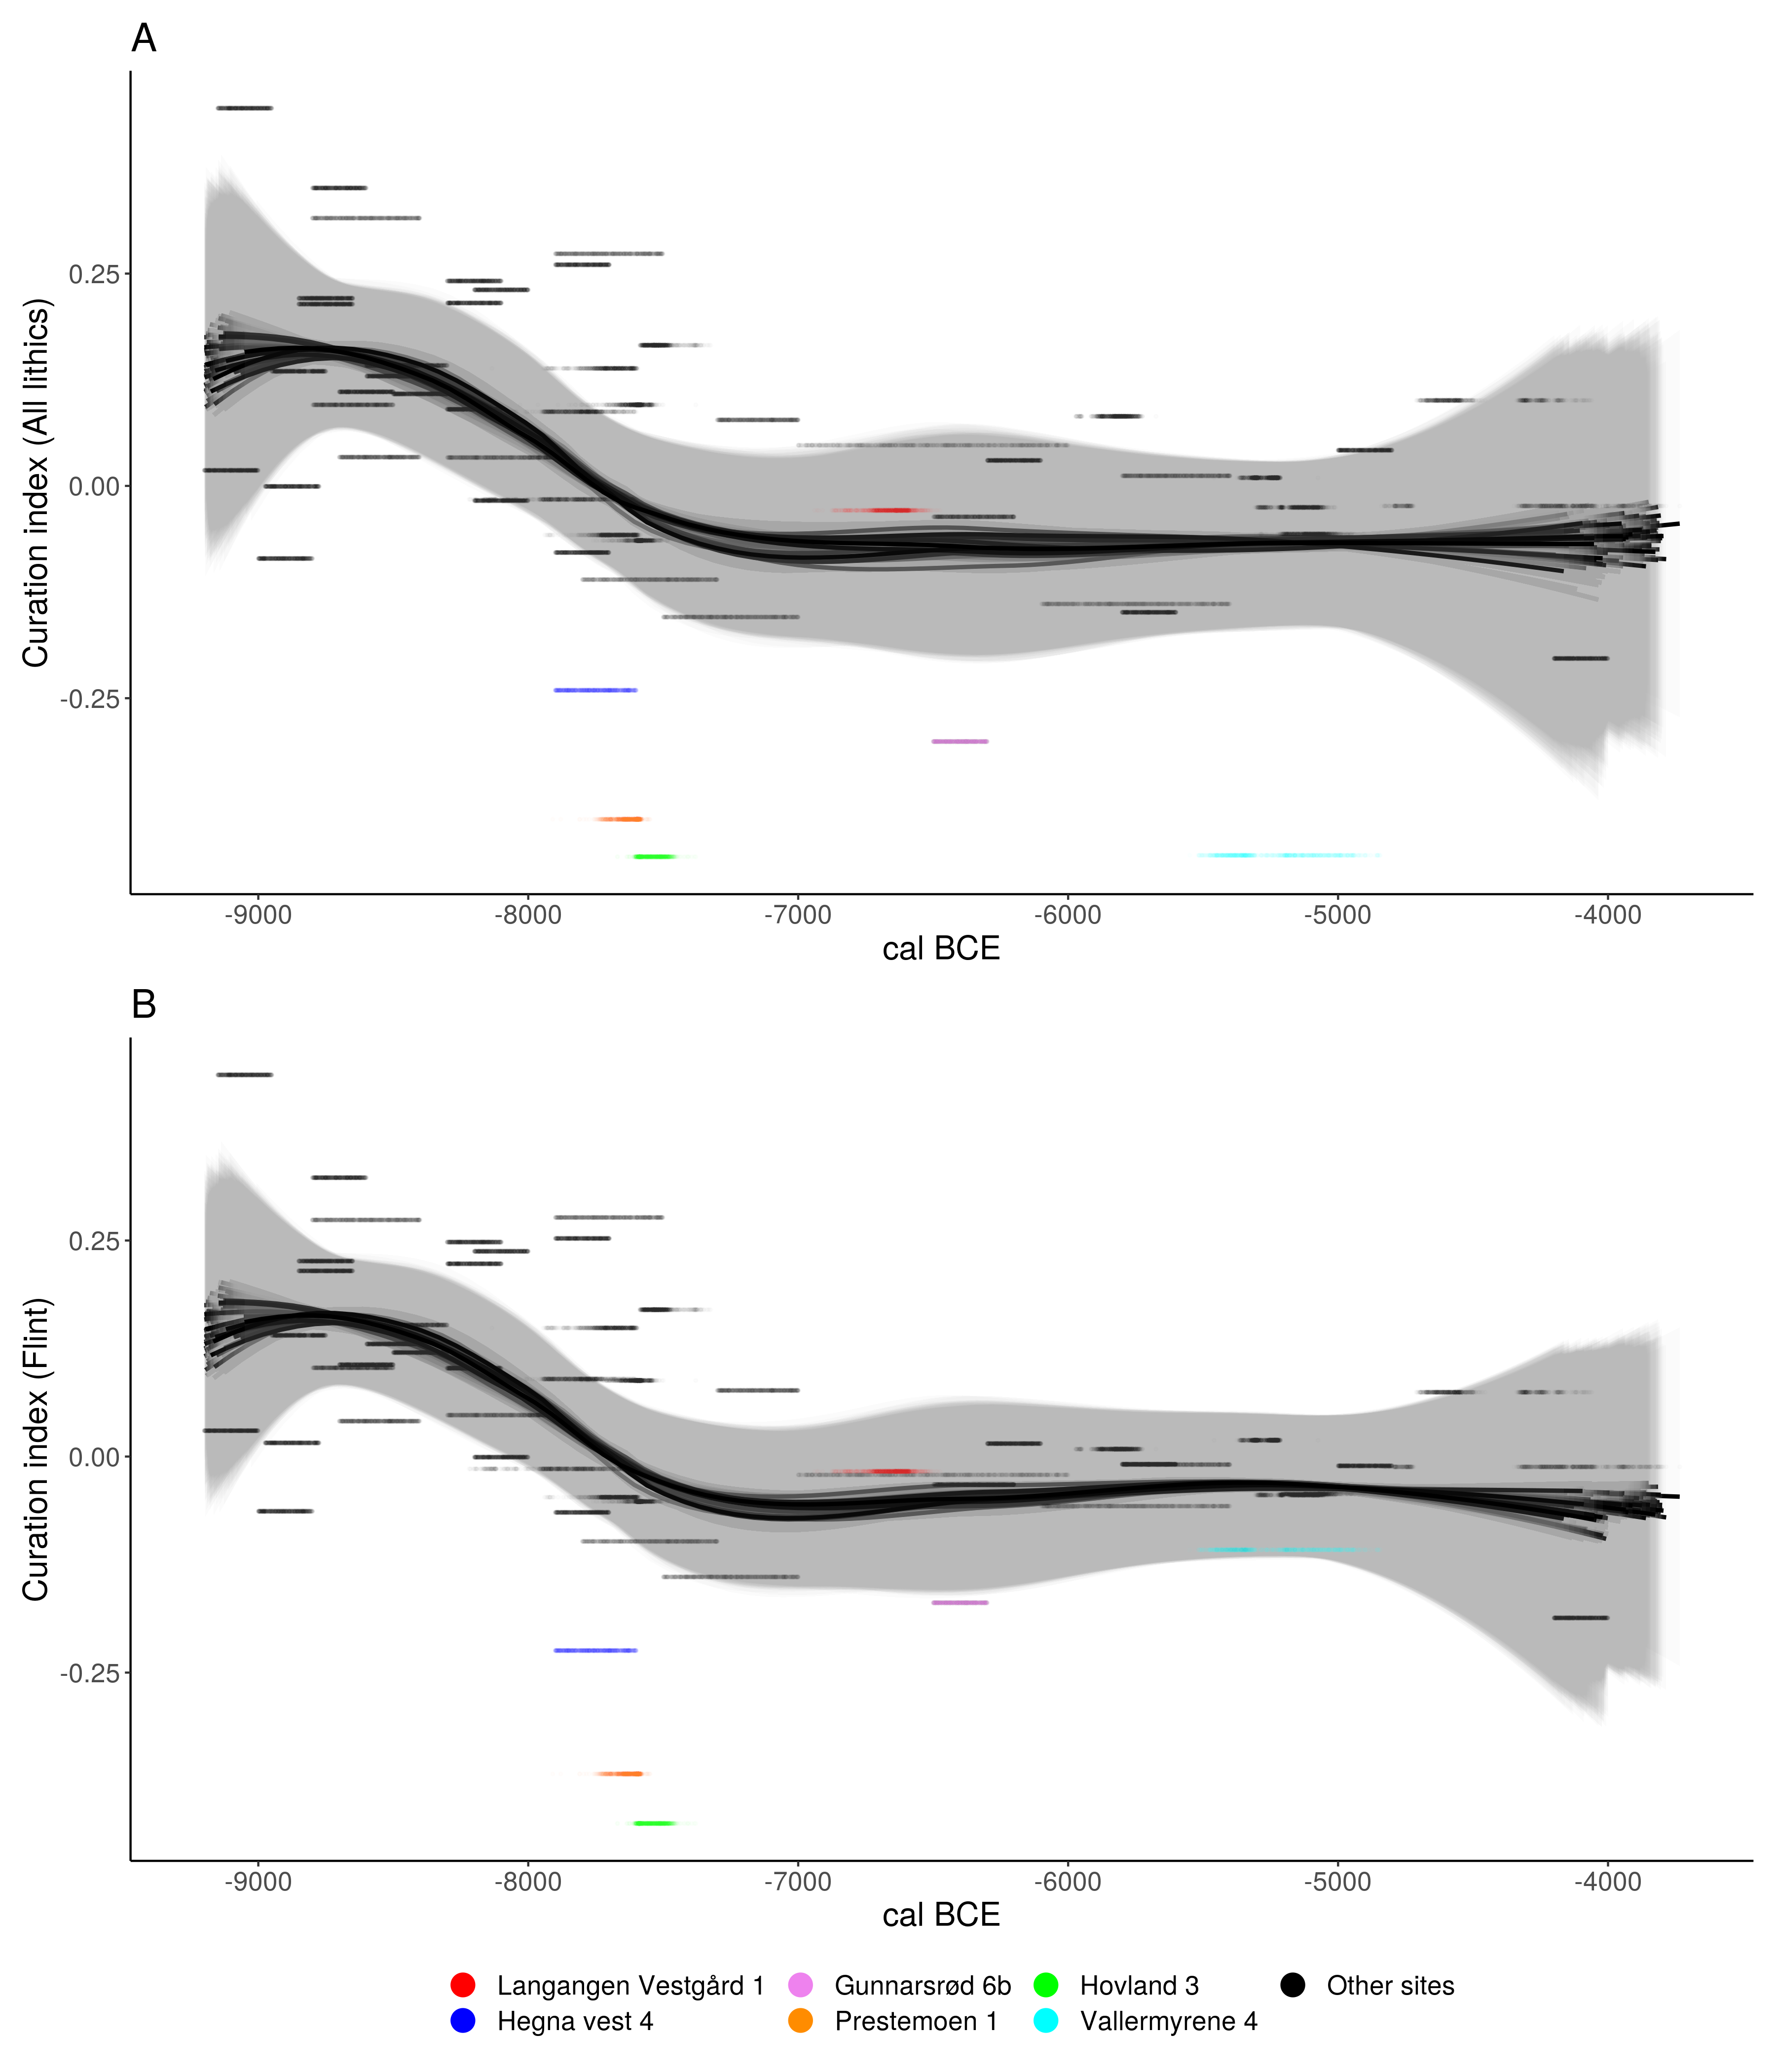 A
Curation index (All lithics)
0.25
0.00
-0.25
-9000 -8000 -7000 -6000 -5000 -4000
cal BCE
B
Curation index (Flint)
0.25
0.00
-0.25
-9000 -8000 -7000 -6000 -5000 -4000
cal BCE
Langangen Vestgård 1 Gunnarsrød 6b Hovland 3 Other sites
Hegna vest 4 Prestemoen 1 Vallermyrene 4